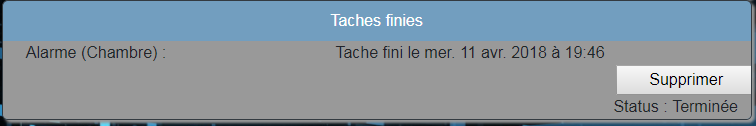 Taches finies
Alarme (Chambre) : Tache fini le mer. 11 avr. 2018 à 19:46
Supprimer
Status : Terminée